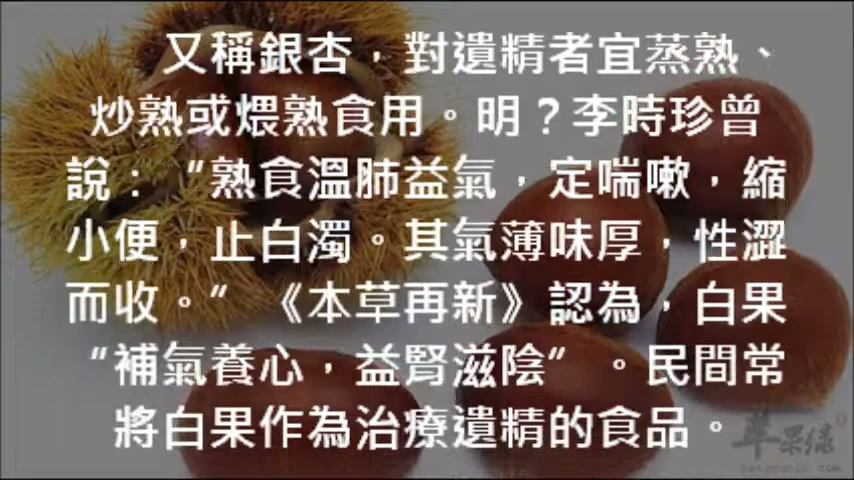 又稱銀杏，對遺精者宜蒸熟、
炒熟或煨熟食用。明？李時珍曾
說：“熟食溫肺益氣，定喘嗽，縮
小便，止白濁。其氣薄味厚，性澀
而收。”《本草再新》認為，白果
“補氣養心，益腎滋陰”。民間常
將白果作為治療遺精的食品。
苹果绿